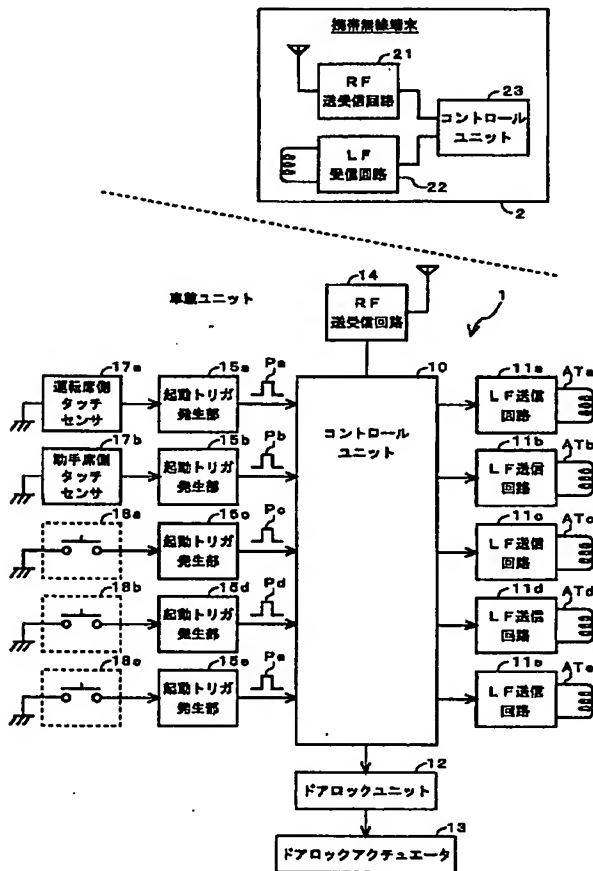 携帯無線端末
21
RF
送受信回路
23
コントロール
ユニット
LF
受信回路
22
2
車載ユニット
14
RF
送受信回路
1
17a
運転席側
タッチ
センサ
15a
起動トリガ
発生部
Pa
10
コントロール
ユニット
11a
LF送信
回路
ATa
17b
助手席側
タッチ
センサ
15b
起動トリガ
発生部
Pb
11b
LF送信
回路
ATb
18a
15c
起動トリガ
発生部
Pc
11c
LF送信
回路
ATc
18b
15d
起動トリガ
発生部
Pd
11d
LF送信
回路
ATd
18c
15e
起動トリガ
発生部
Pe
11e
LF送信
回路
ATe
12
ドアロックユニット
13
ドアロックアクチュエータ